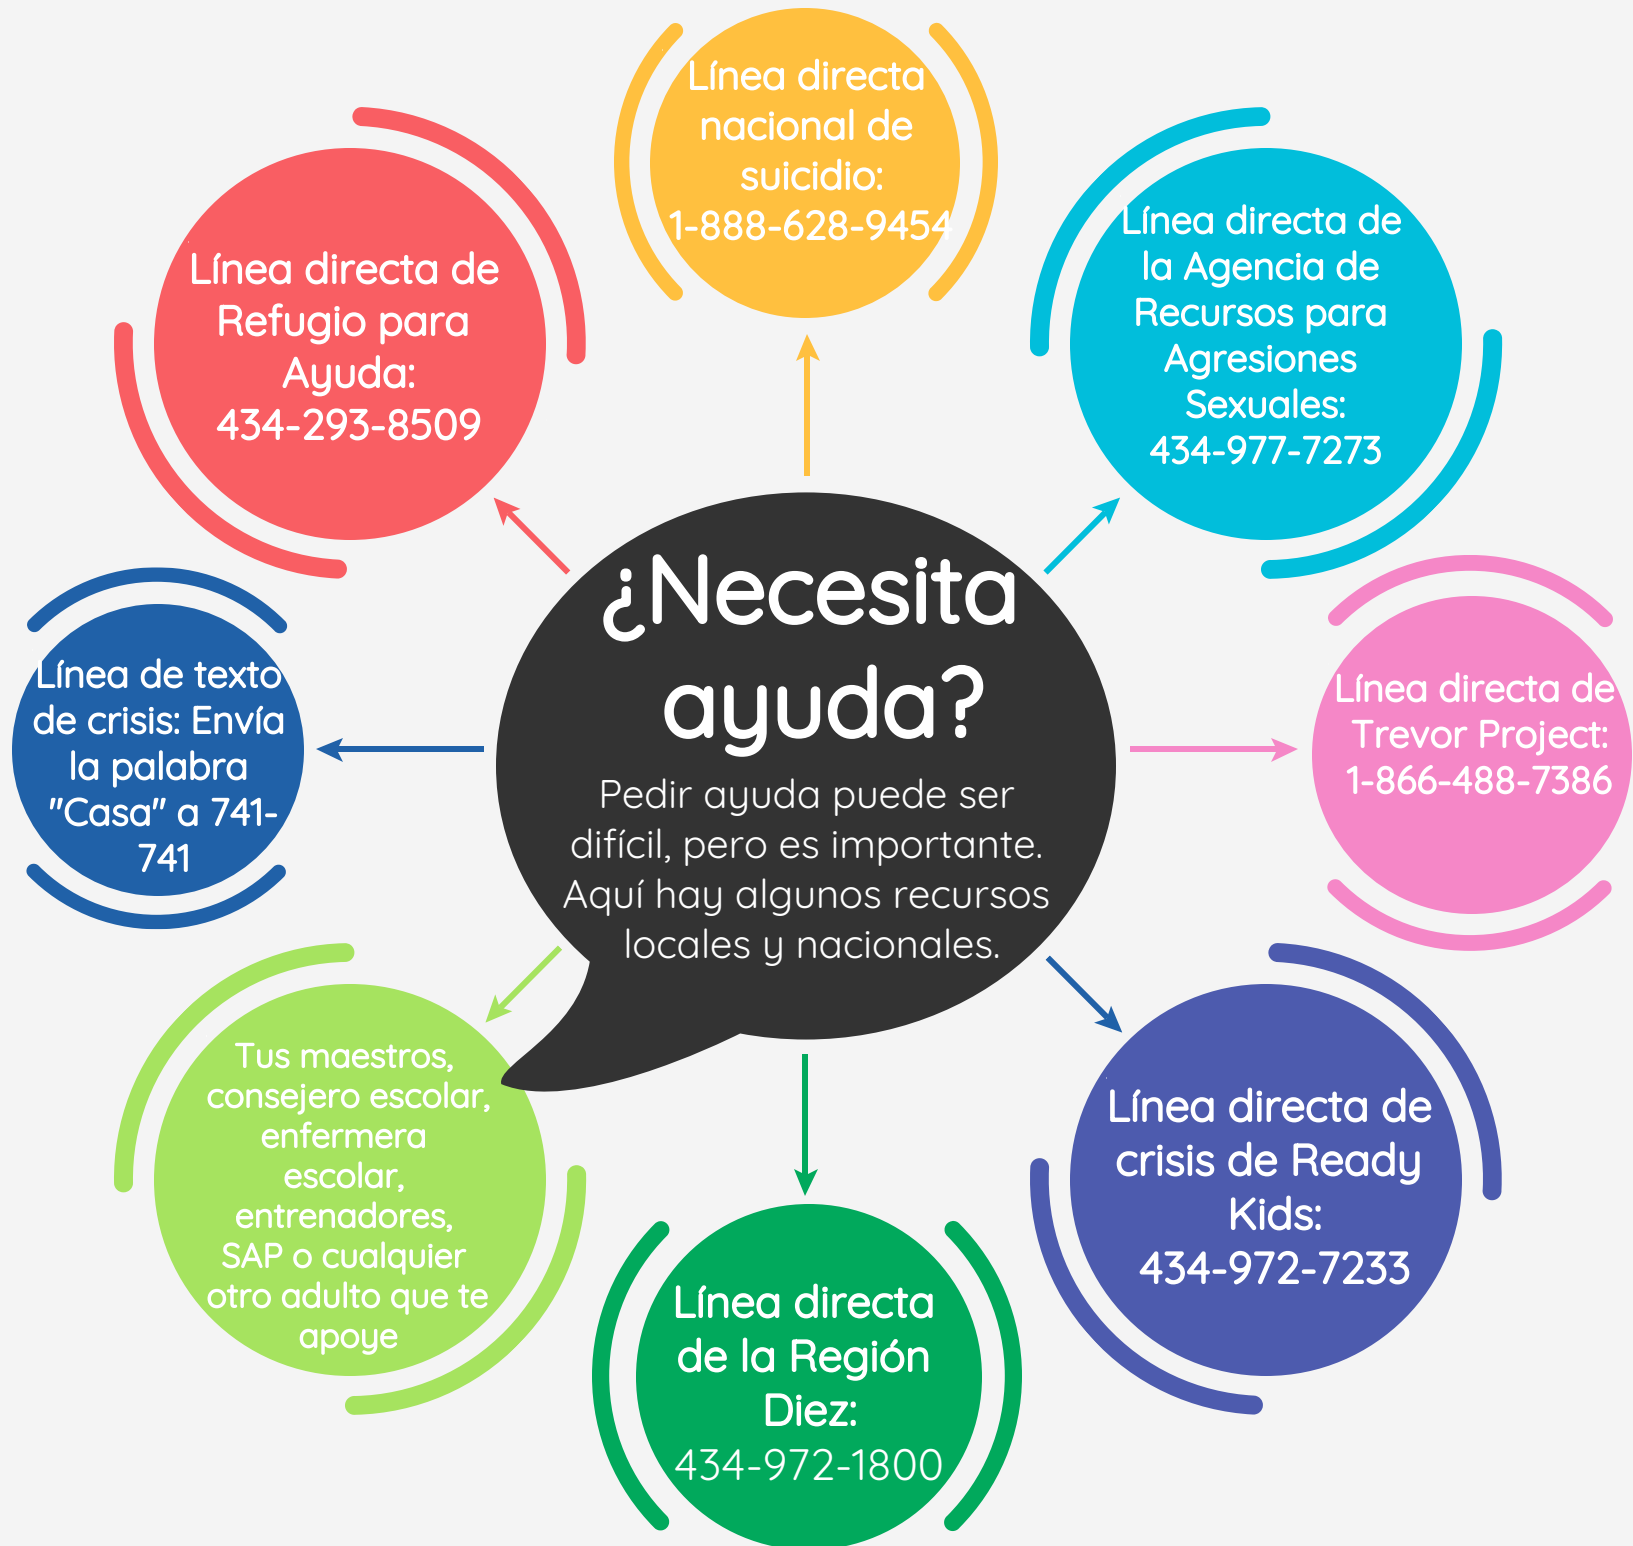 ¿Necesita
ayuda?
Pedir ayuda puede ser
difícil, pero es importante.
Aquí hay algunos recursos
locales y nacionales.
Línea directa
nacional de
suicidio:
1-888-628-9454
Línea directa de
la Agencia de
Recursos para
Agresiones
Sexuales:
434-977-7273
Línea directa de
Trevor Project:
1-866-488-7386
Línea directa de
crisis de Ready
Kids:
434-972-7233
Línea directa
de la Región
Diez:
434-972-1800
Tus maestros,
consejero escolar,
enfermera
escolar,
entrenadores,
SAP o cualquier
otro adulto que te
apoye
Línea de texto
de crisis: Envía
la palabra
"Casa" a 741-
741
Línea directa de
Refugio para
Ayuda:
434-293-8509